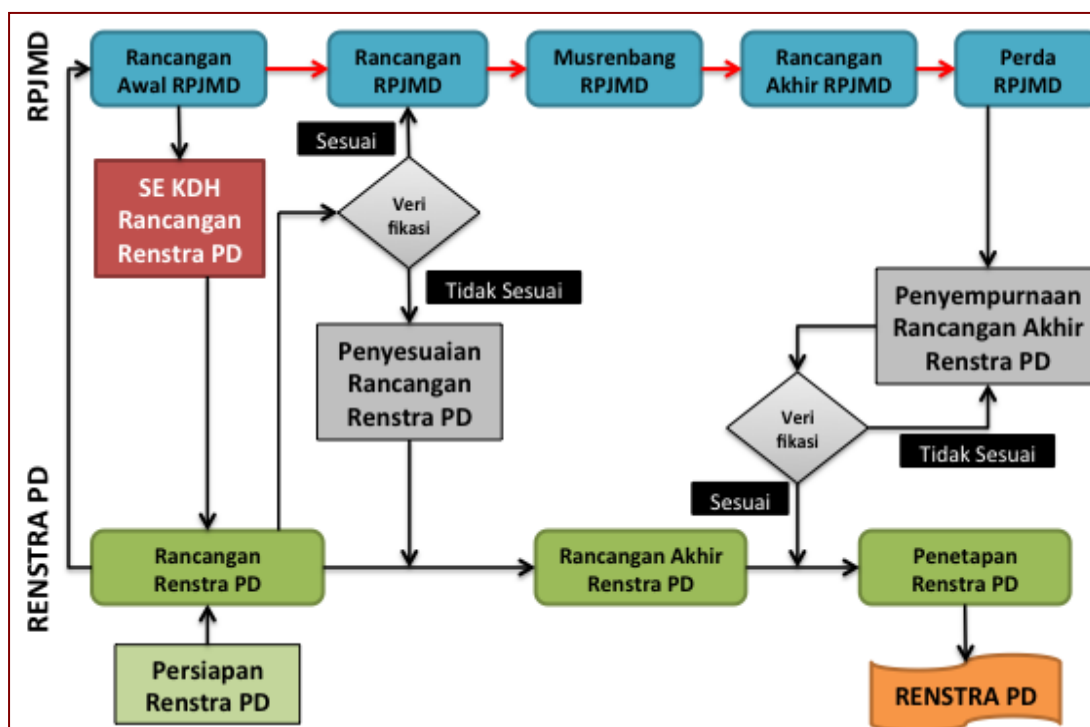 RPJMD
Rancangan
Awal RPJMD
Rancangan
RPJMD
Musrenbang
RPJMD
Rancangan
Akhir RPJMD
Perda
RPJMD
Sesuai
SE KDH
Rancangan
Renstra PD
Veri
fikasi
Tidak Sesuai
Penyesuaian
Rancangan
Renstra PD
Penyempurnaan
Rancangan Akhir
Renstra PD
Veri
fikasi
Tidak Sesuai
Sesuai
RENSTRA PD
Rancangan
Renstra PD
Rancangan Akhir
Renstra PD
Penetapan
Renstra PD
Persiapan
Renstra PD
RENSTRA PD